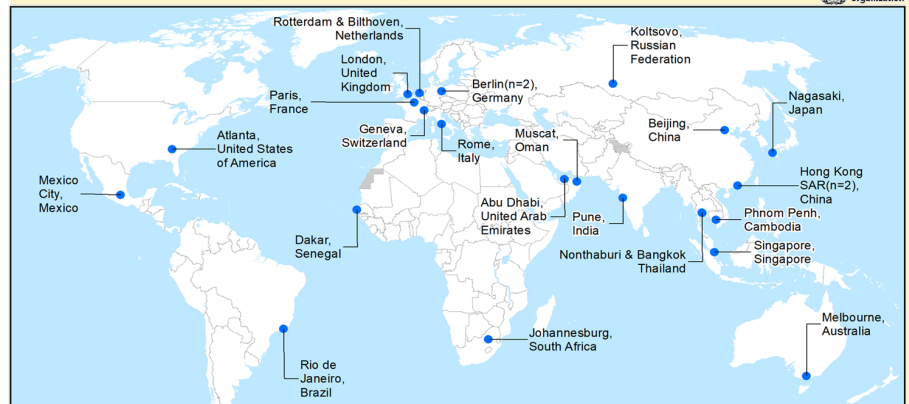 Organization
Rotterdam & Bilthoven,
Netherlands
London,
United
Kingdom
Paris,
France
Geneva,
Switzerland
Berlin(n=2),
Germany
Rome,
Italy
Koltsovo,
Russian
Federation
Nagasaki,
Japan
Beijing,
China
Muscat,
Oman
Atlanta,
United States
of America
Mexico
City,
Mexico
Hong Kong
SAR(n=2),
China
Abu Dhabi,
United Arab
Emirates
Pune,
India
Phnom Penh,
Cambodia
Dakar,
Senegal
Nonthaburi & Bangkok
Thailand
Singapore,
Singapore
Melbourne,
Australia
Johannesburg,
South Africa
Rio de
Janeiro,
Brazil